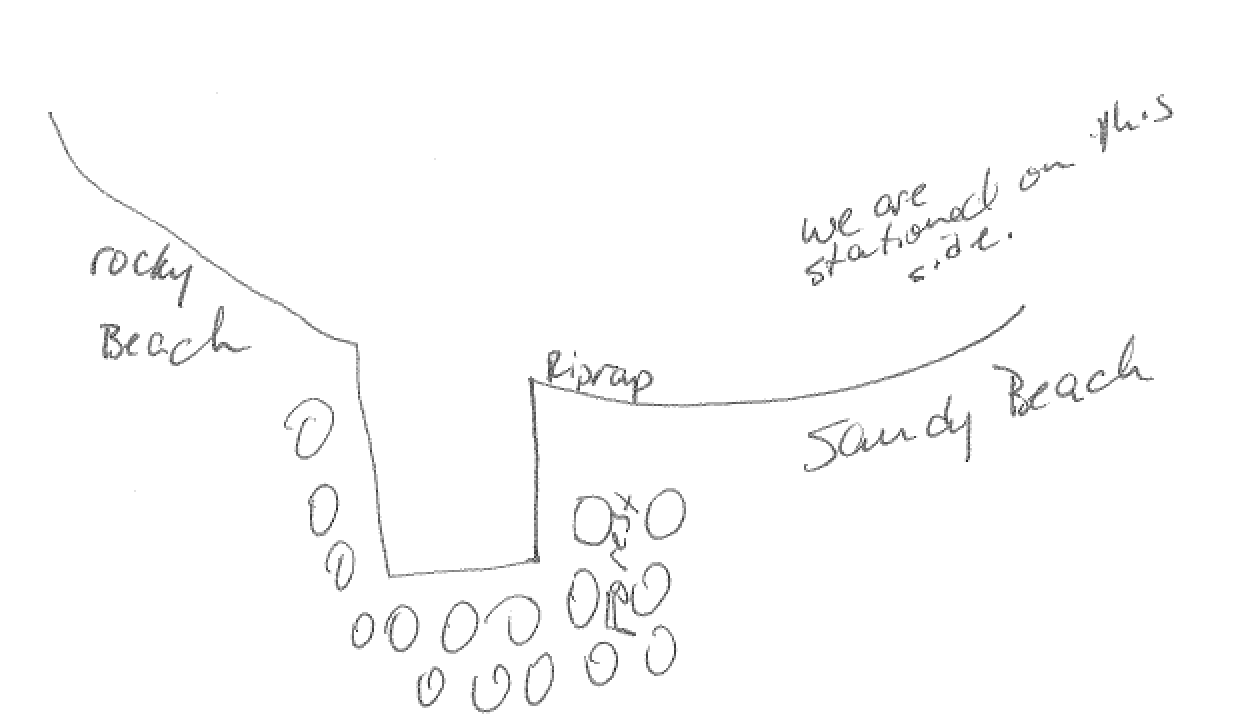 we are
stationed on this
side.
rocky
Beach
Riprap
Sandy Beach